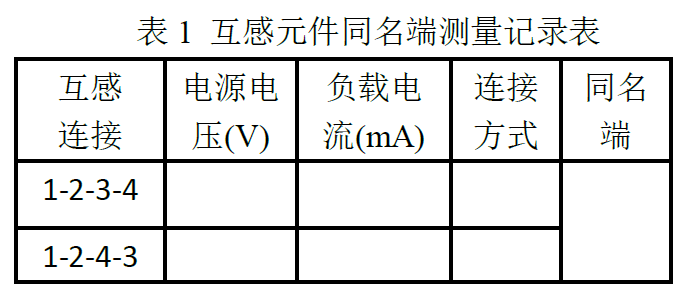 表 1 互感元件同名端测量记录表
互感
连接
电源电
压(V)
负载电
流(mA)
连接
方式
同名
端
1-2-3-4
1-2-4-3